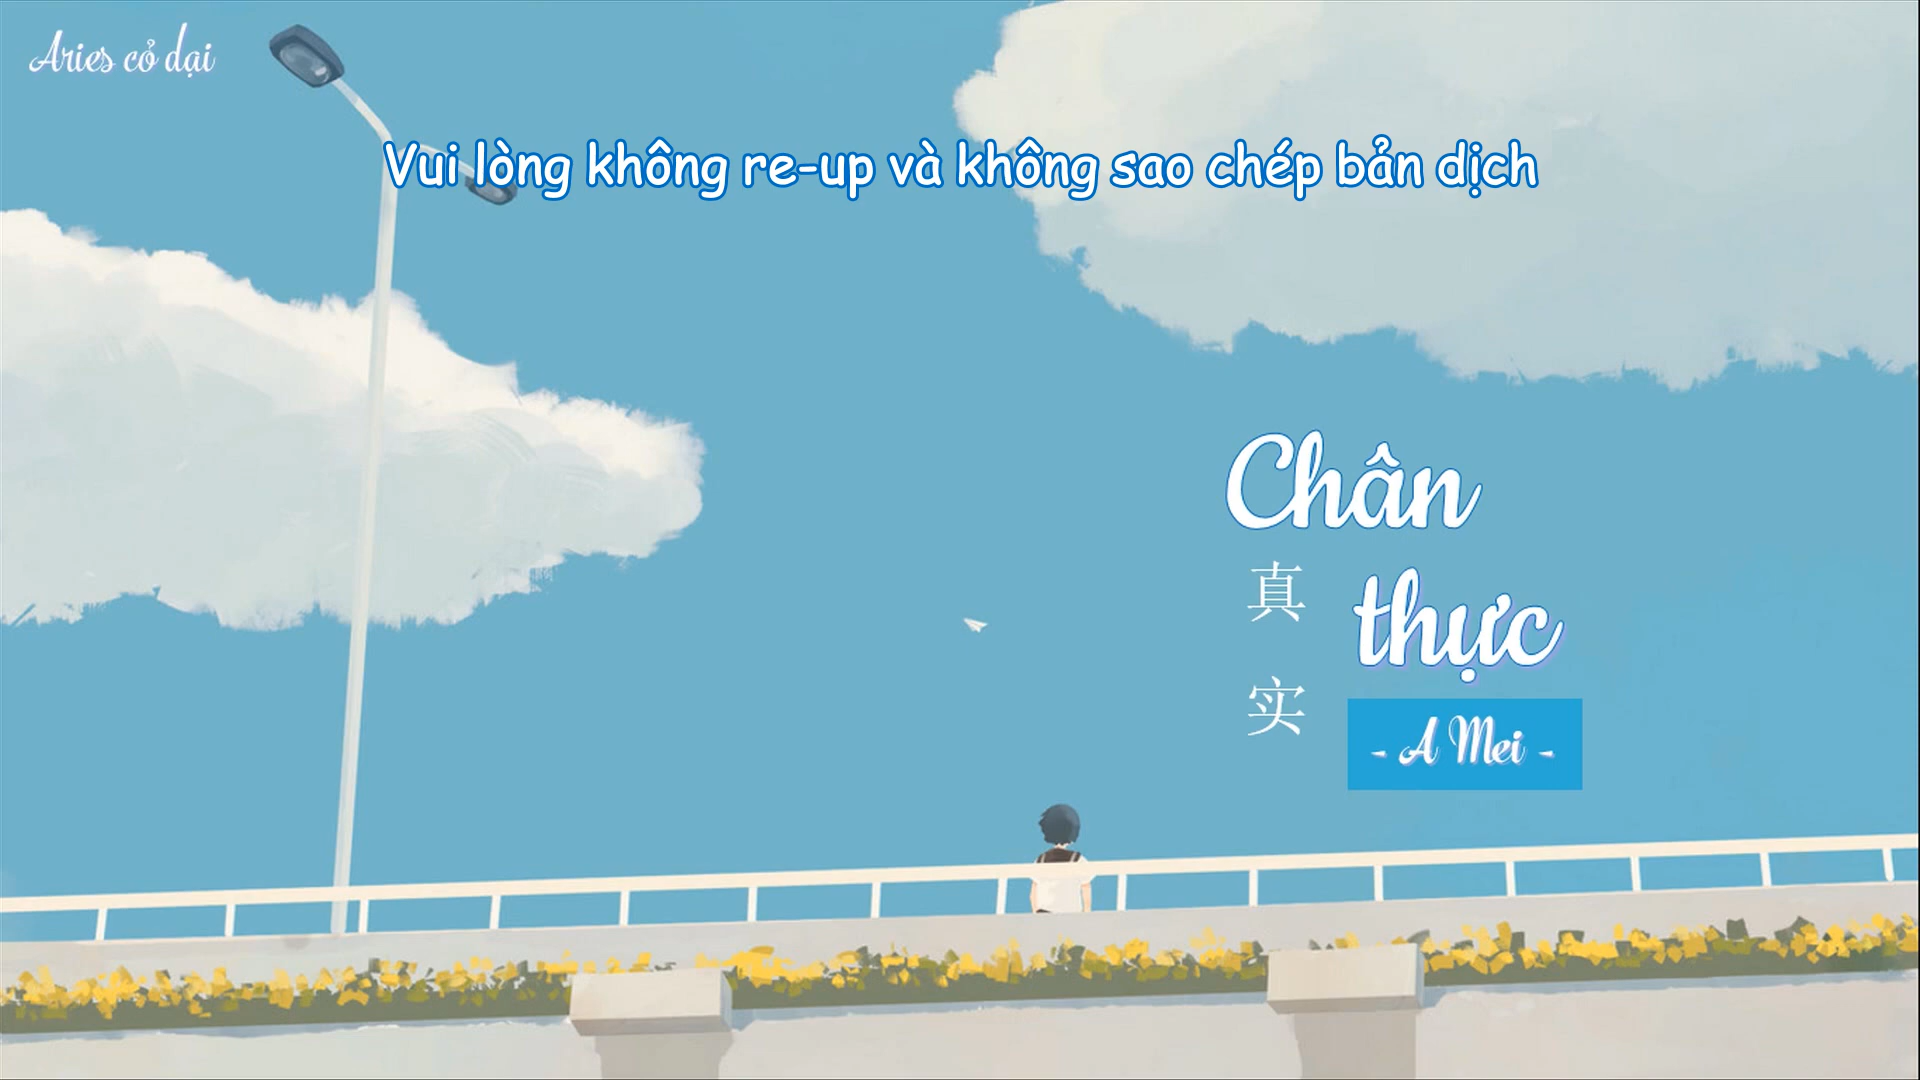 Aries cỏ dại
Vui lòng không re-up và không sao chép bản dịch
Chân
thực
真
实
- A Mei -